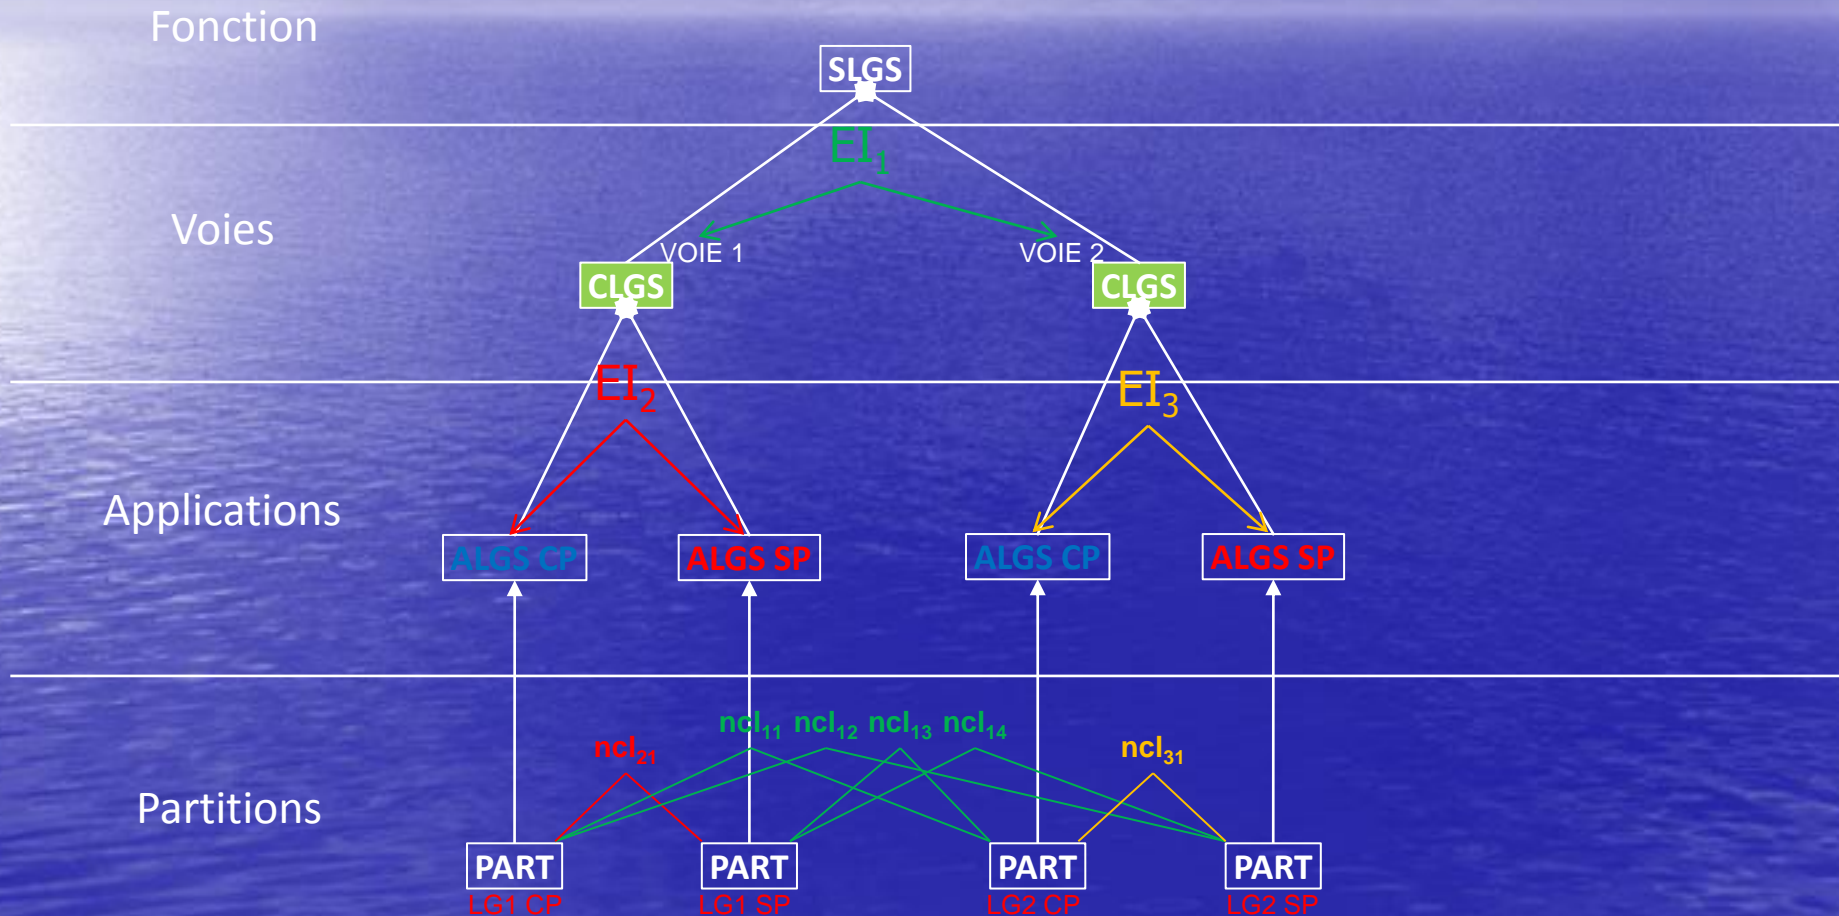 Fonction
SLGS
EI₁
Voies
VOIE 1
VOIE 2
CLGS
CLGS
EI₂
EI₃
Applications
ALGS CP
ALGS SP
ALGS CP
ALGS SP
ncl₁₁ ncl₁₂ ncl₁₃ ncl₁₄
ncl₂₁
ncl₃₁
Partitions
PART
PART
PART
PART
LG1 CP
LG1 SP
LG2 CP
LG2 SP